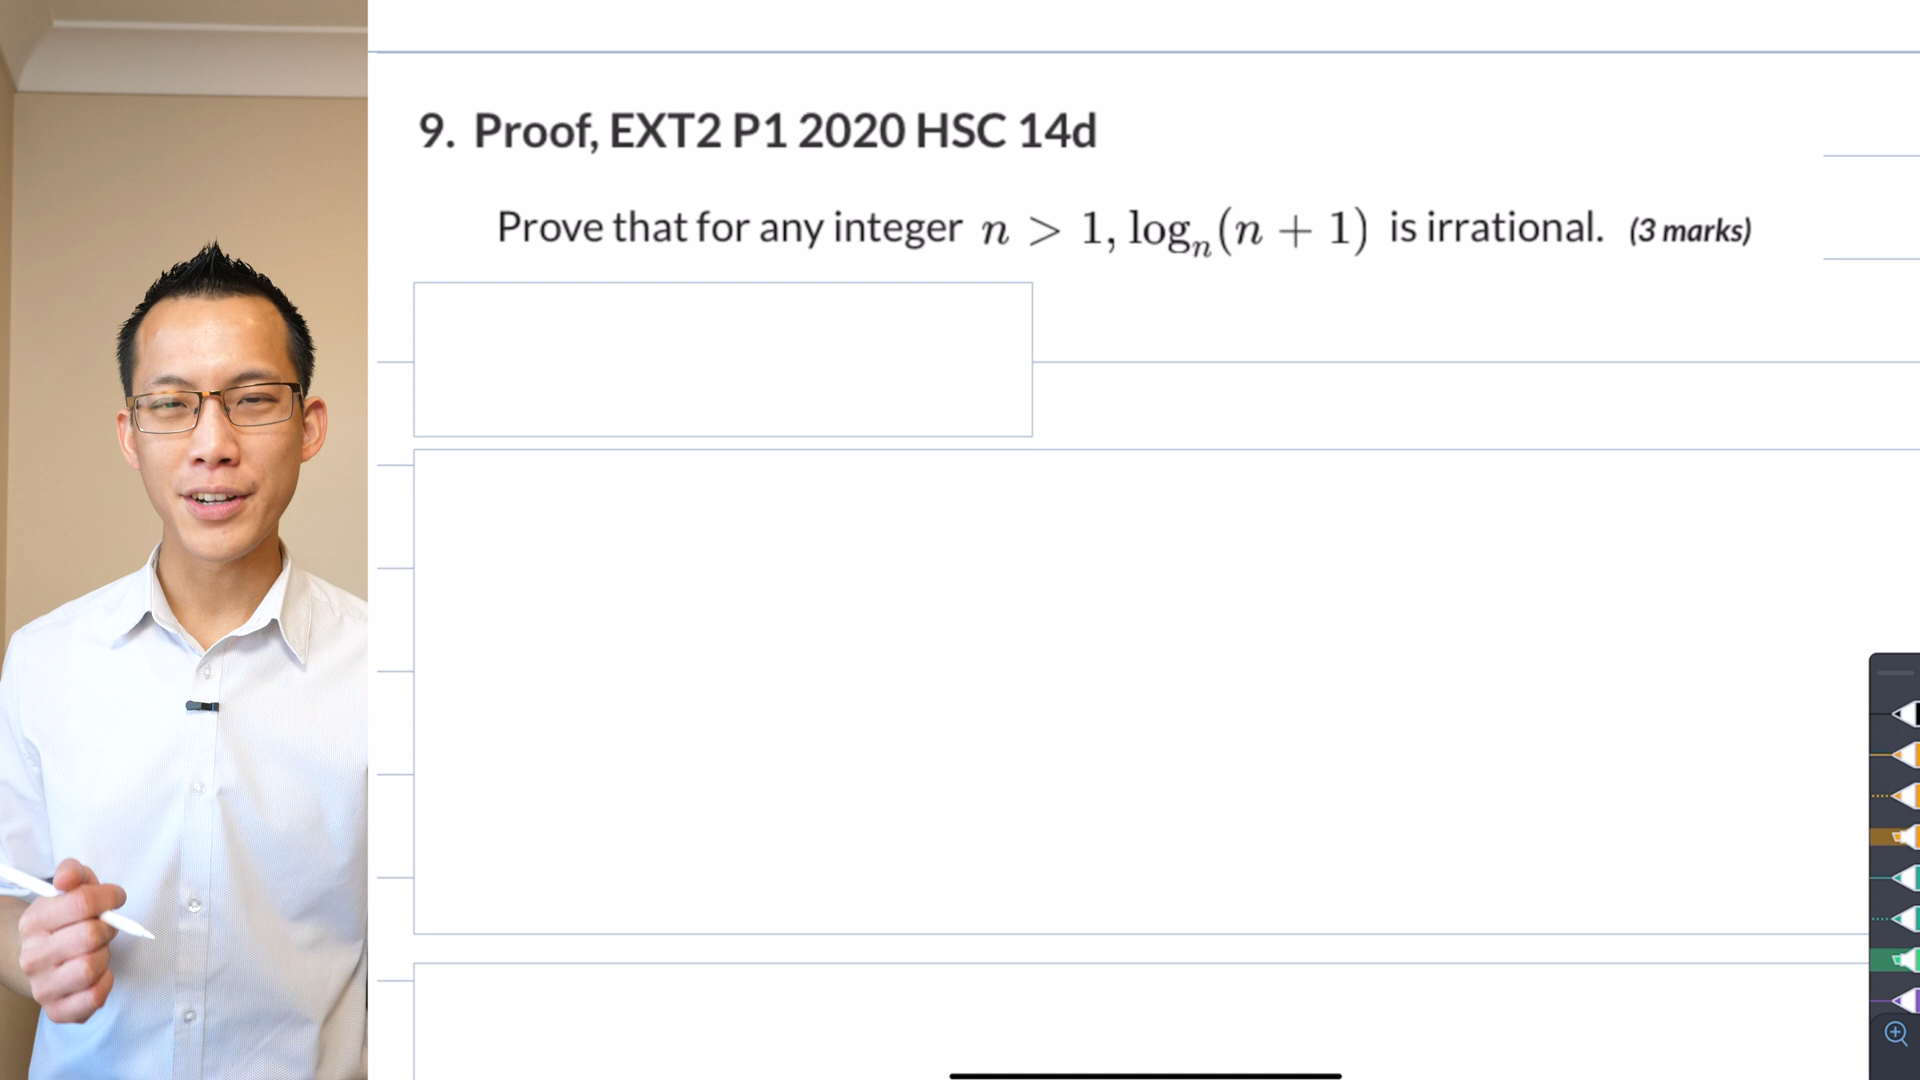 9. Proof, EXT2 P1 2020 HSC 14d
Prove that for any integer n > 1, logₙ(n + 1) is irrational. (3 marks)